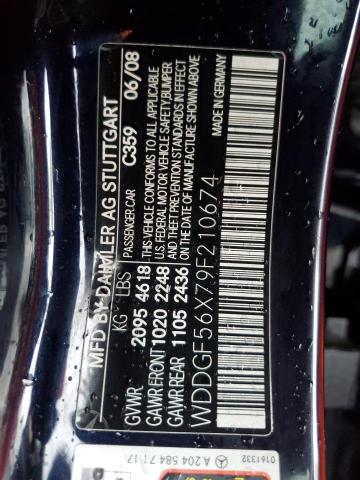 MFD BY DAIMLER AG STUTTGART
KG LBS PASSENGER CAR C359 06/08
GVWR 2095 4618 THIS VEHICLE CONFORMS TO ALL APPLICABLE
GAWR FRONT 1020 2248 U.S. FEDERAL MOTOR VEHICLE SAFETY, BUMPER
GAWR REAR 1105 2436 AND THEFT PREVENTION STANDARDS IN EFFECT
ON THE DATE OF MANUFACTURE SHOWN ABOVE
WDDGF56X79F210674
MADE IN GERMANY
0161332 A 204 584 71 17